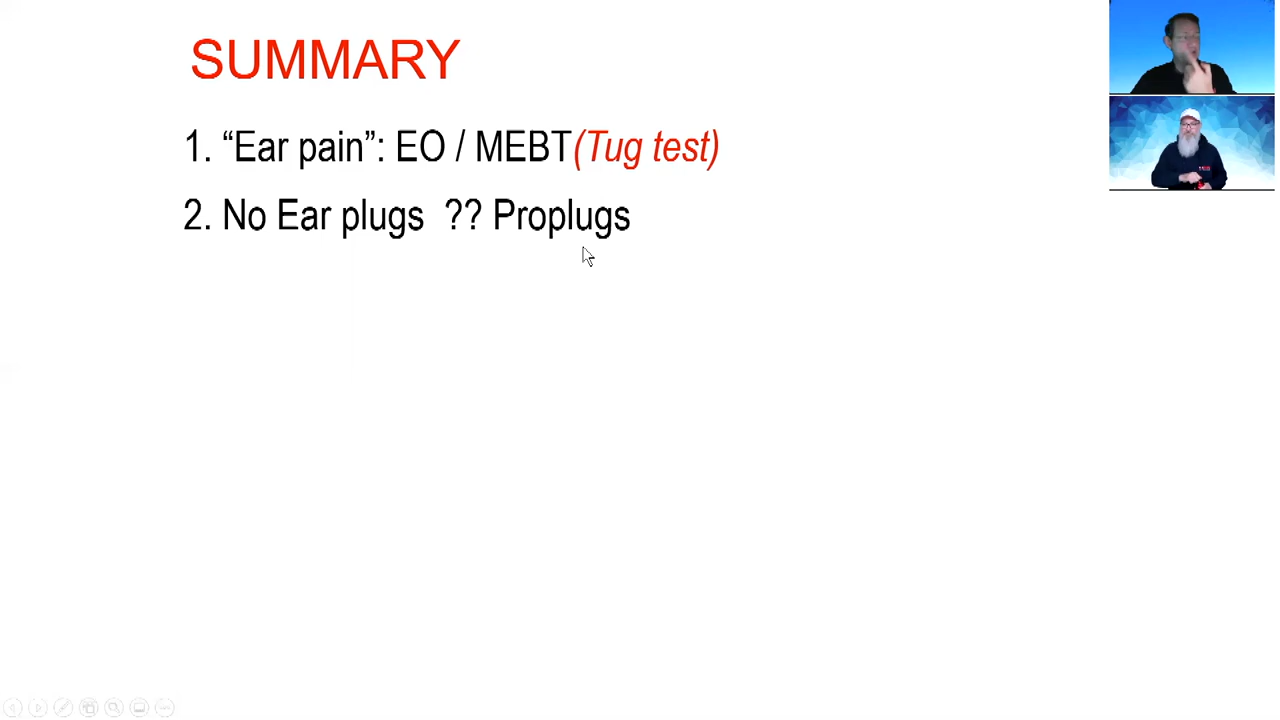 SUMMARY
1. “Ear pain”: EO / MEBT(Tug test)
2. No Ear plugs ?? Proplugs